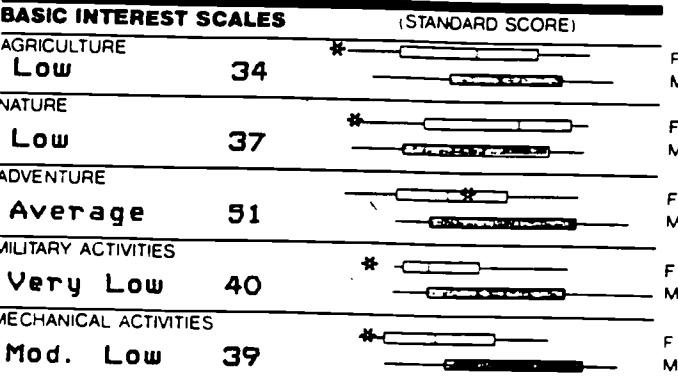 BASIC INTEREST SCALES (STANDARD SCORE)
AGRICULTURE F
Low 34 M
NATURE
Low 37 F
M
ADVENTURE F
Average 51 M
MILITARY ACTIVITIES
Very Low 40 F
M
MECHANICAL ACTIVITIES
Mod. Low 39 F
M